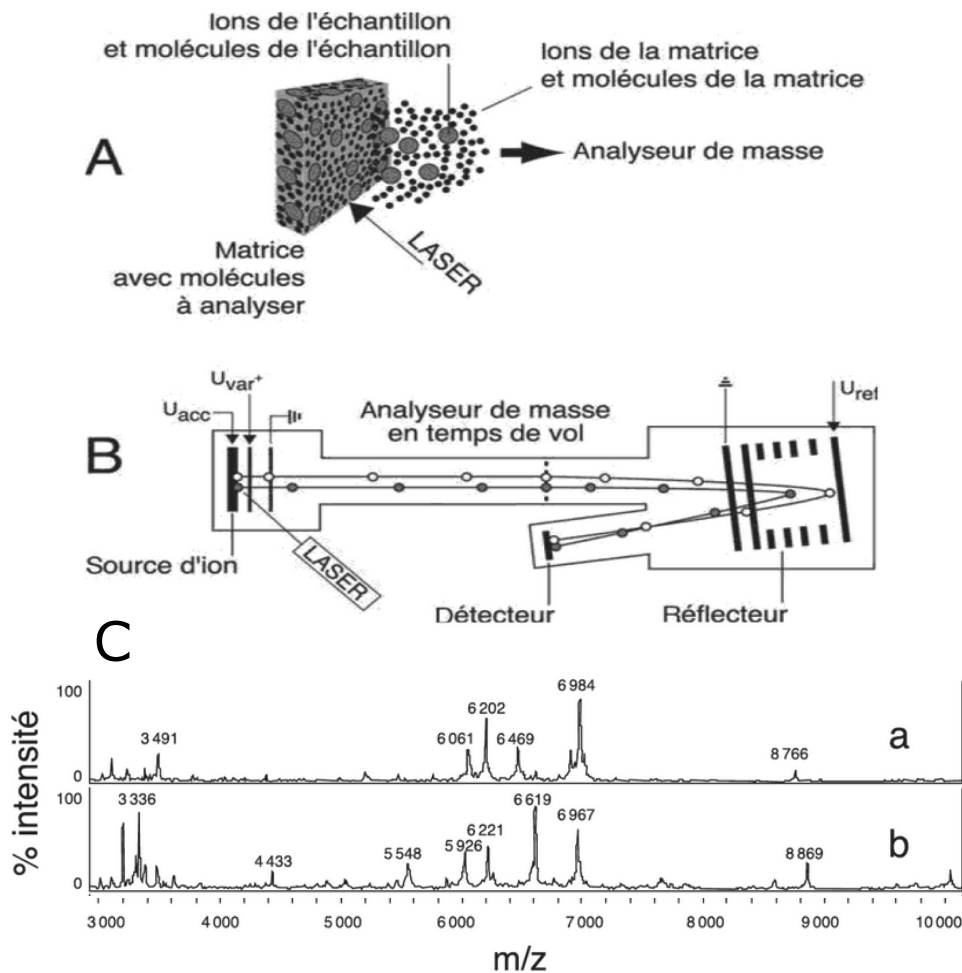 Ions de l'échantillon
et molécules de l'échantillon
Ions de la matrice
et molécules de la matrice
A
Analyseur de masse
LASER
Matrice
avec molécules
à analyser
B
Uacc
Uvar+
Analyseur de masse
en temps de vol
Uref
Source d'ion
LASER
Détecteur
Réflecteur
C
% intensité
100
0
3 491
6 061
6 202
6 469
6 984
8 766
a
100
0
3 336
4 433
5 548
5 926
6 221
6 619
6 967
8 869
b
3 000 4 000 5 000 6 000 7 000 8 000 9 000 10 000
m/z